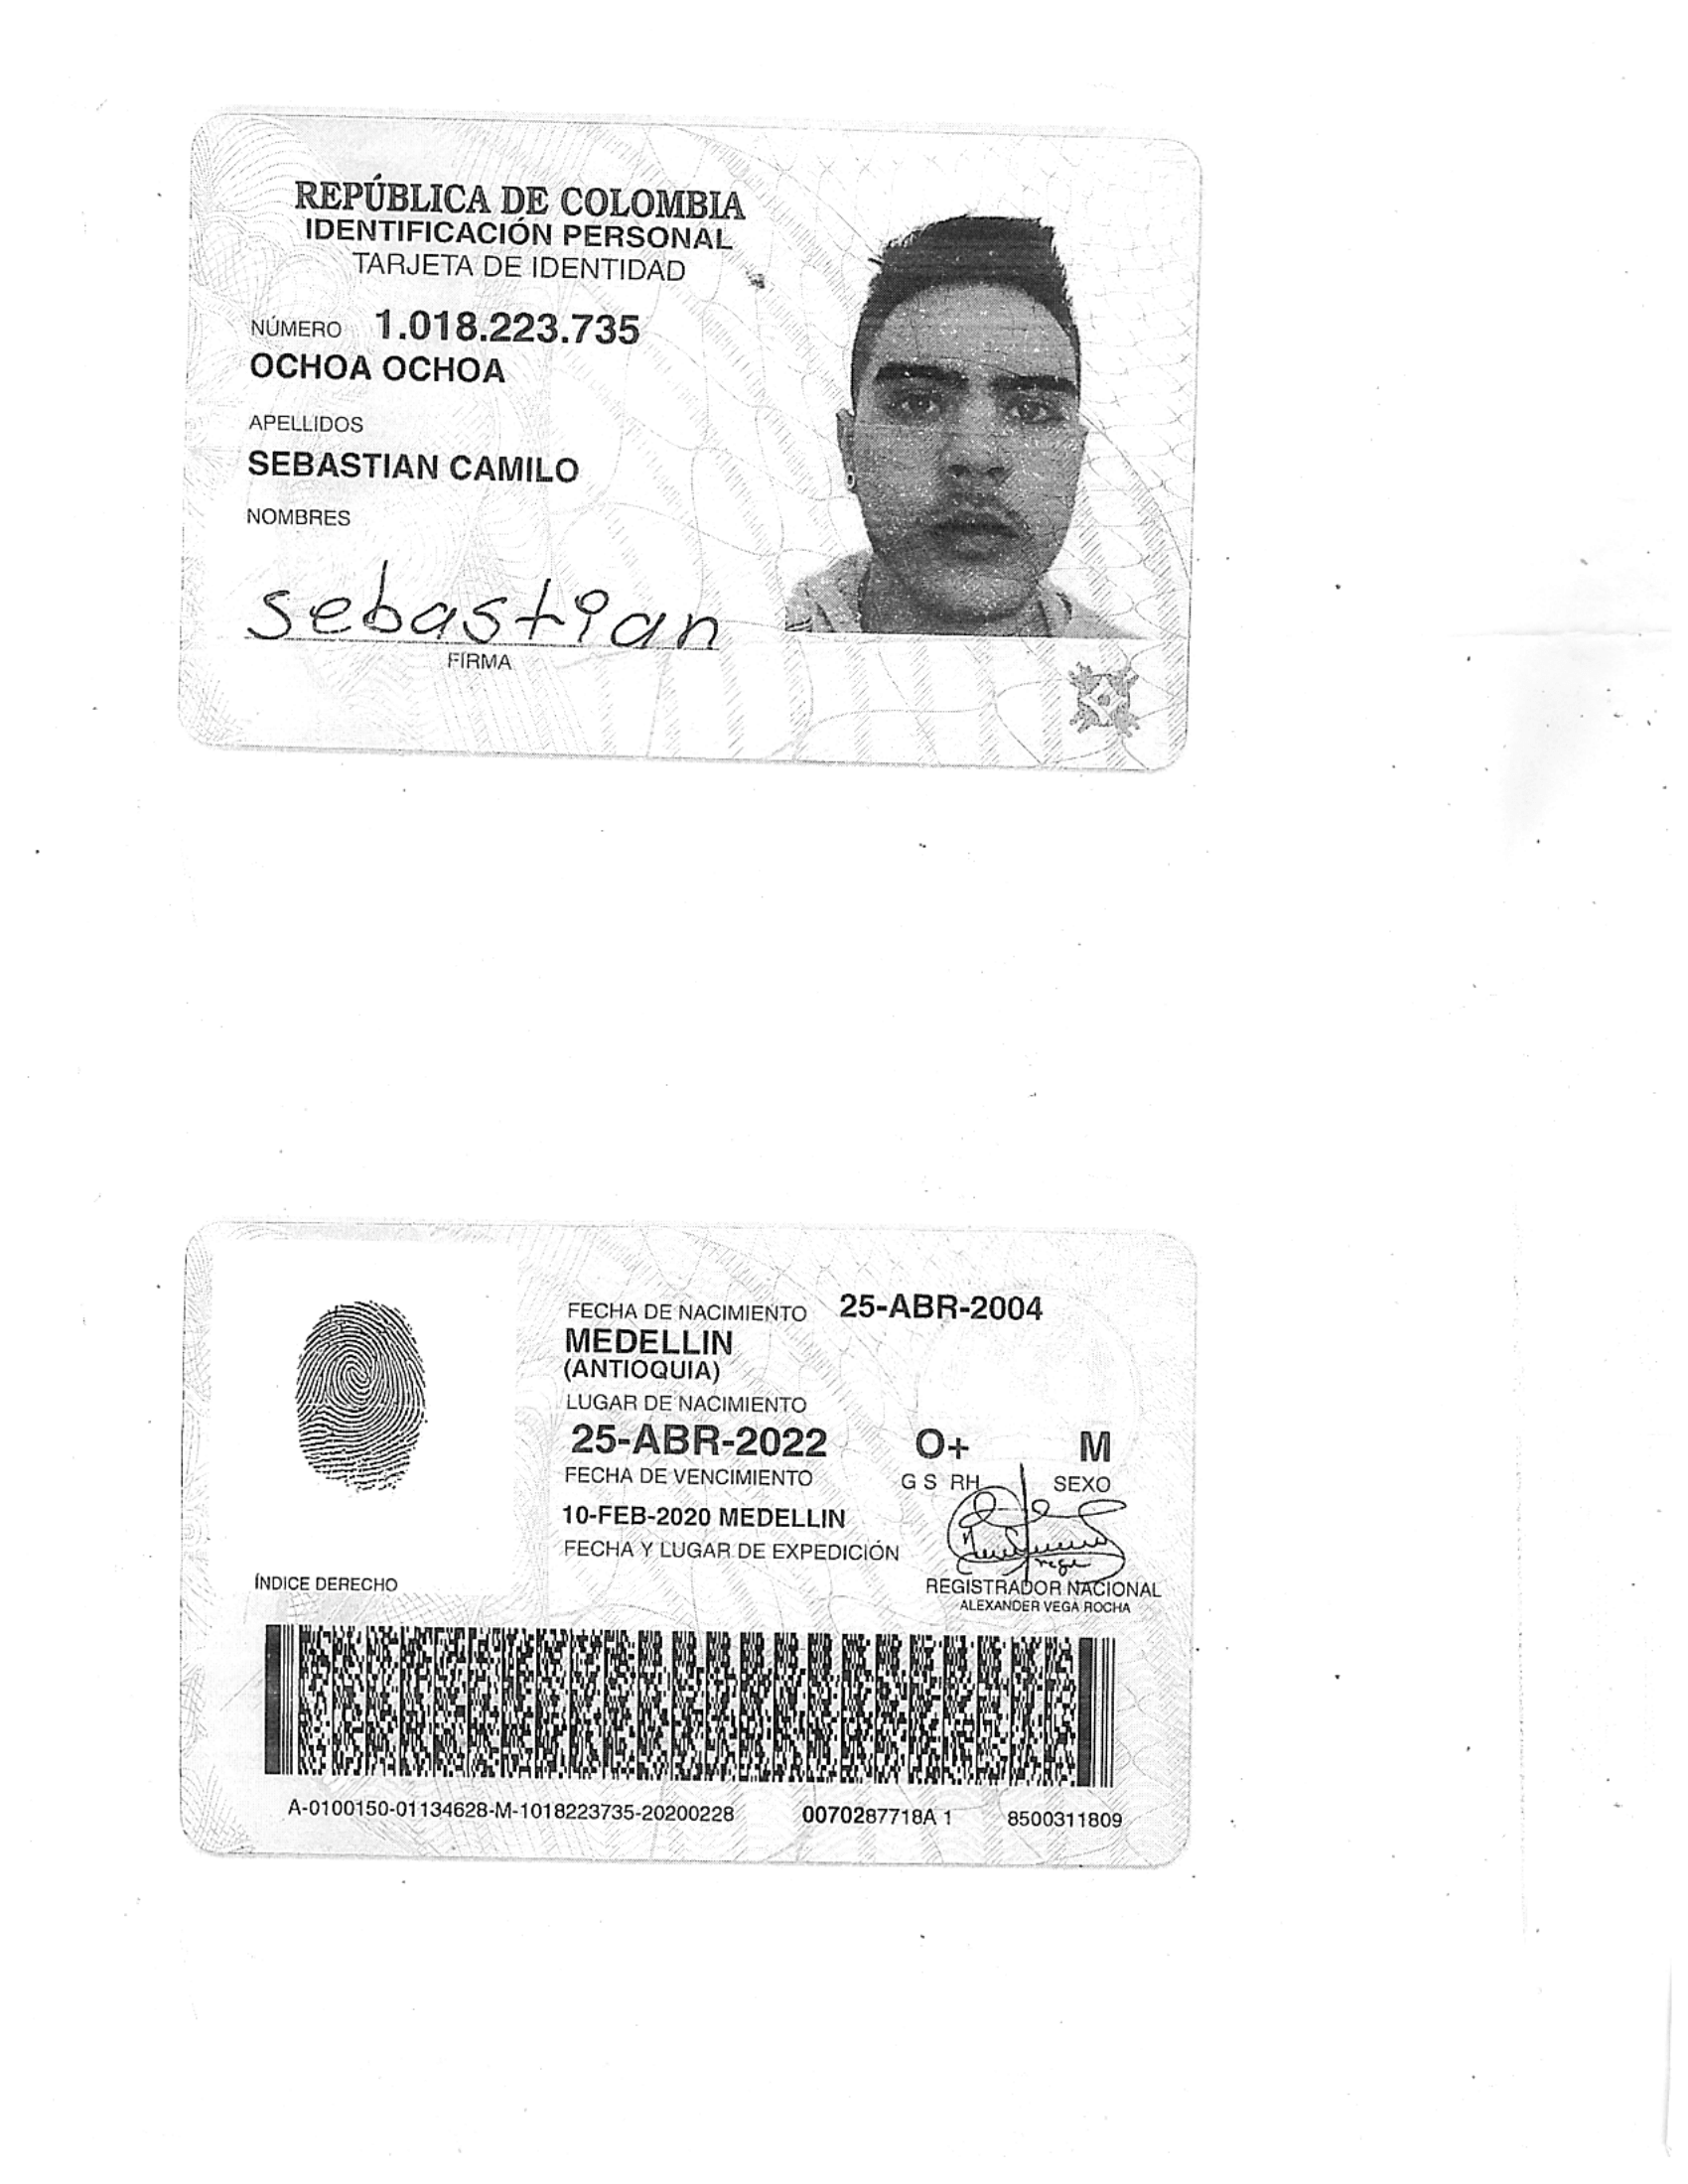 REPÚBLICA DE COLOMBIA
IDENTIFICACIÓN PERSONAL
TARJETA DE IDENTIDAD
NÚMERO 1.018.223.735
OCHOA OCHOA
APELLIDOS
SEBASTIAN CAMILO
NOMBRES
sebastian
FIRMA
FECHA DE NACIMIENTO 25-ABR-2004
MEDELLIN
(ANTIOQUIA)
LUGAR DE NACIMIENTO
25-ABR-2022 O+ M
FECHA DE VENCIMIENTO G S RH SEXO
10-FEB-2020 MEDELLIN
FECHA Y LUGAR DE EXPEDICIÓN
ÍNDICE DERECHO
REGISTRADOR NACIONAL
ALEXANDER VEGA ROCHA
A-0100150-01134628-M-1018223735-20200228 0070287718A 1 8500311809